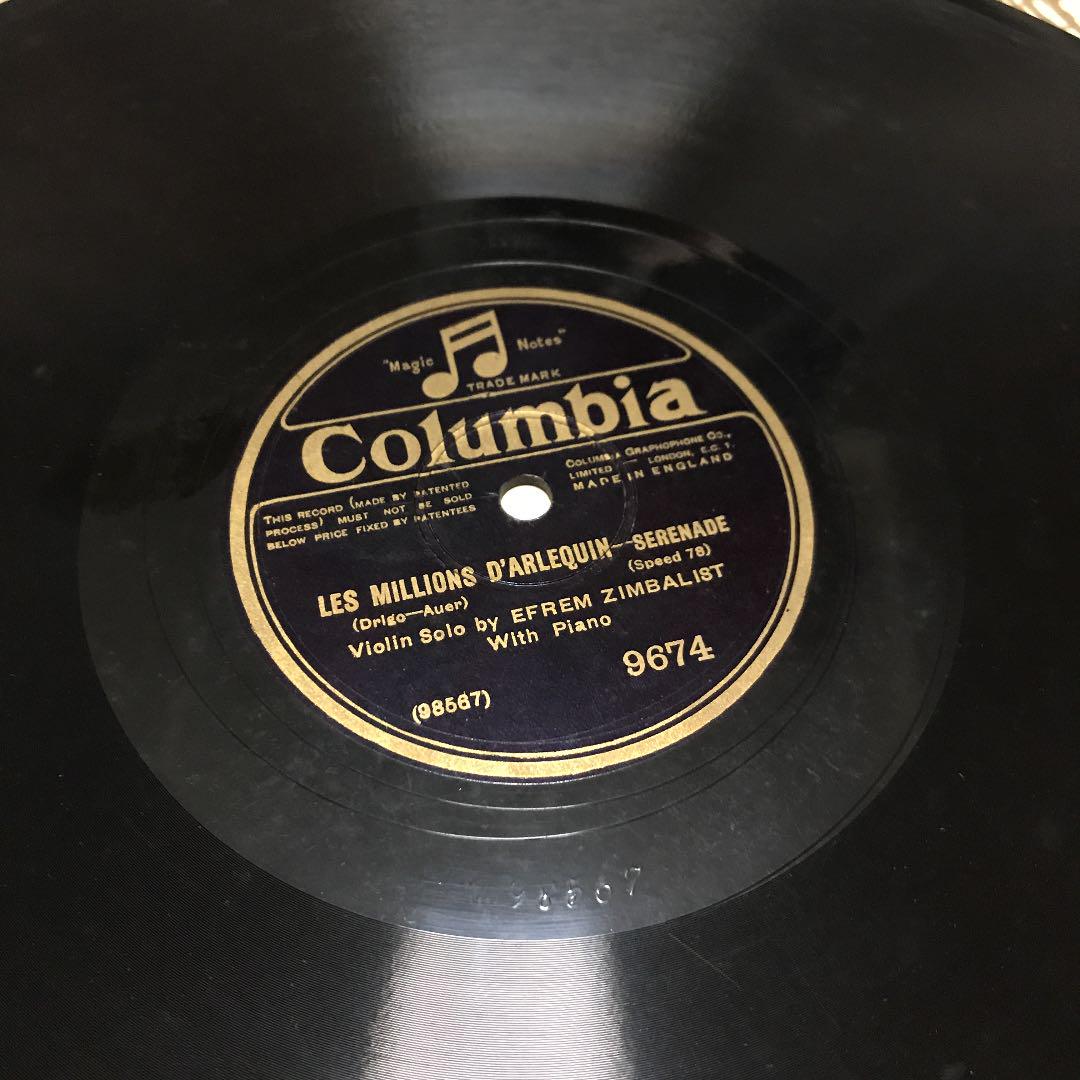 "Magic Notes"
TRADE MARK
Columbia
THIS RECORD (MADE BY PATENTED
PROCESS) MUST NOT BE SOLD
BELOW PRICE FIXED BY PATENTEES
COLUMBIA GRAPHOPHONE CO.,
LIMITED LONDON, E.C.1.
MADE IN ENGLAND
LES MILLIONS D'ARLEQUIN—SERENADE
(Drigo—Auer)
(Speed 78)
Violin Solo by EFREM ZIMBALIST
With Piano
9674
(98567)
98567